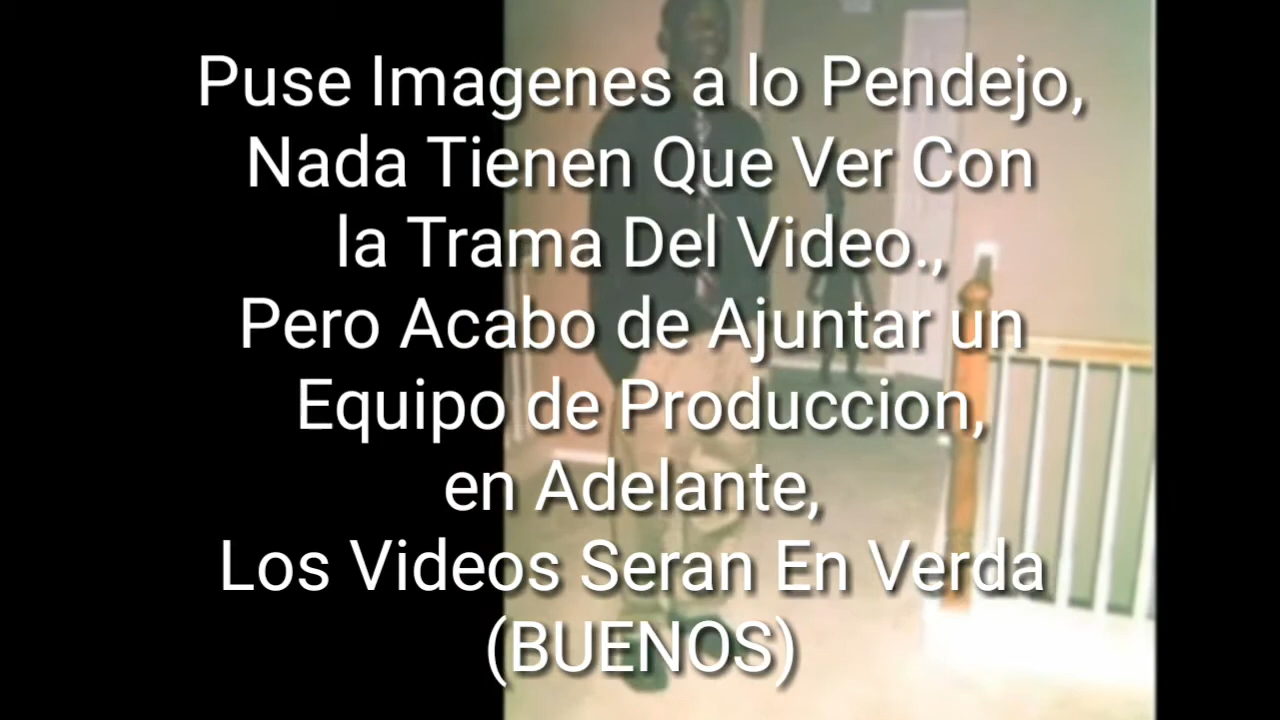 Puse Imagenes a lo Pendejo,
Nada Tienen Que Ver Con
la Trama Del Video.,
Pero Acabo de Ajuntar un
Equipo de Produccion,
en Adelante,
Los Videos Seran En Verda
(BUENOS)